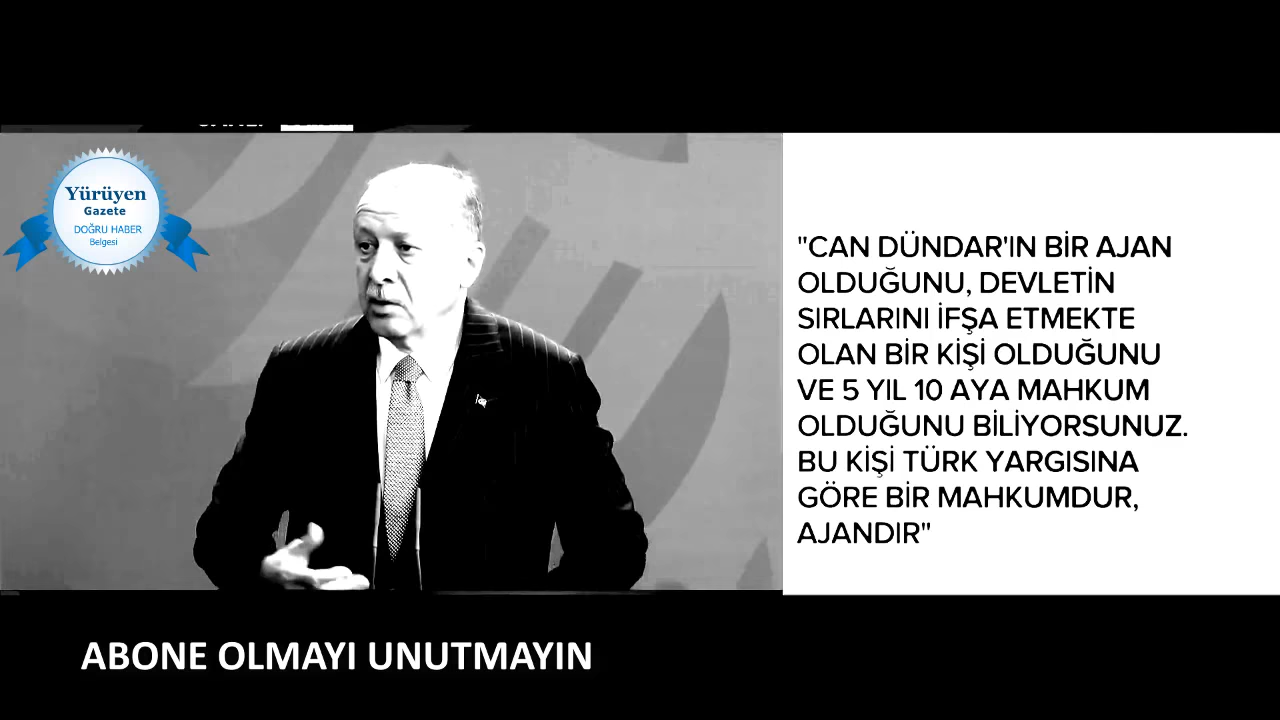 Yürüyen
Gazete
DOĞRU HABER
Belgesi
"CAN DÜNDAR'IN BİR AJAN
OLDUĞUNU, DEVLETİN
SIRLARINI İFŞA ETMEKTE
OLAN BİR KİŞİ OLDUĞUNU
VE 5 YIL 10 AYA MAHKUM
OLDUĞUNU BİLİYORSUNUZ.
BU KİŞİ TÜRK YARGISINA
GÖRE BİR MAHKUMDUR,
AJANDIR"
ABONE OLMAYI UNUTMAYIN